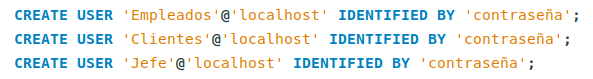 CREATE USER 'Empleados'@'localhost' IDENTIFIED BY 'contraseña';
CREATE USER 'Clientes'@'localhost' IDENTIFIED BY 'contraseña';
CREATE USER 'Jefe'@'localhost' IDENTIFIED BY 'contraseña';